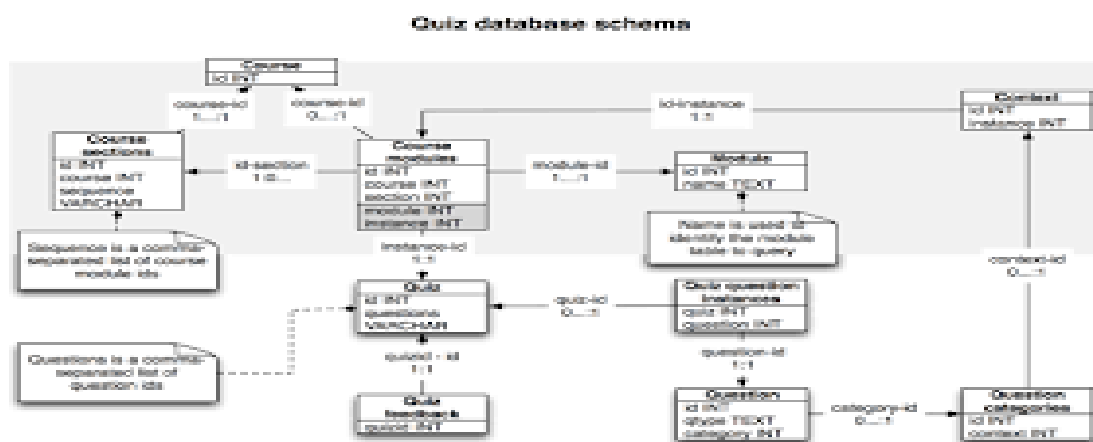 Quiz database schema
Course
id INT
course-id
1...:1
course-id
0...:1
id-instance
1:1
Context
id INT
instance INT
Course
sections
id INT
course INT
sequence
VARCHAR
id-section
1:0...
Course
modules
id INT
course INT
section INT
module INT
instance INT
module-id
1...:1
Module
id INT
name TEXT
Sequence is a comma-
separated list of course
module ids
Name is used to
identify the module
table to query
instance-id
1:1
context-id
0...:1
Quiz
id INT
questions
VARCHAR
quiz-id
0...:1
Quiz question
instances
quiz INT
question INT
Questions is a comma-
separated list of
question ids
quizid - id
1:1
question-id
1:1
Quiz
feedback
quizid INT
Question
id INT
qtype TEXT
category INT
category-id
0...:1
Question
categories
id INT
context INT